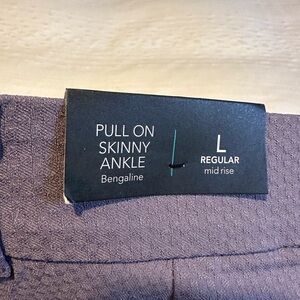 PULL ON
SKINNY
ANKLE
Bengaline
L
REGULAR
mid rise